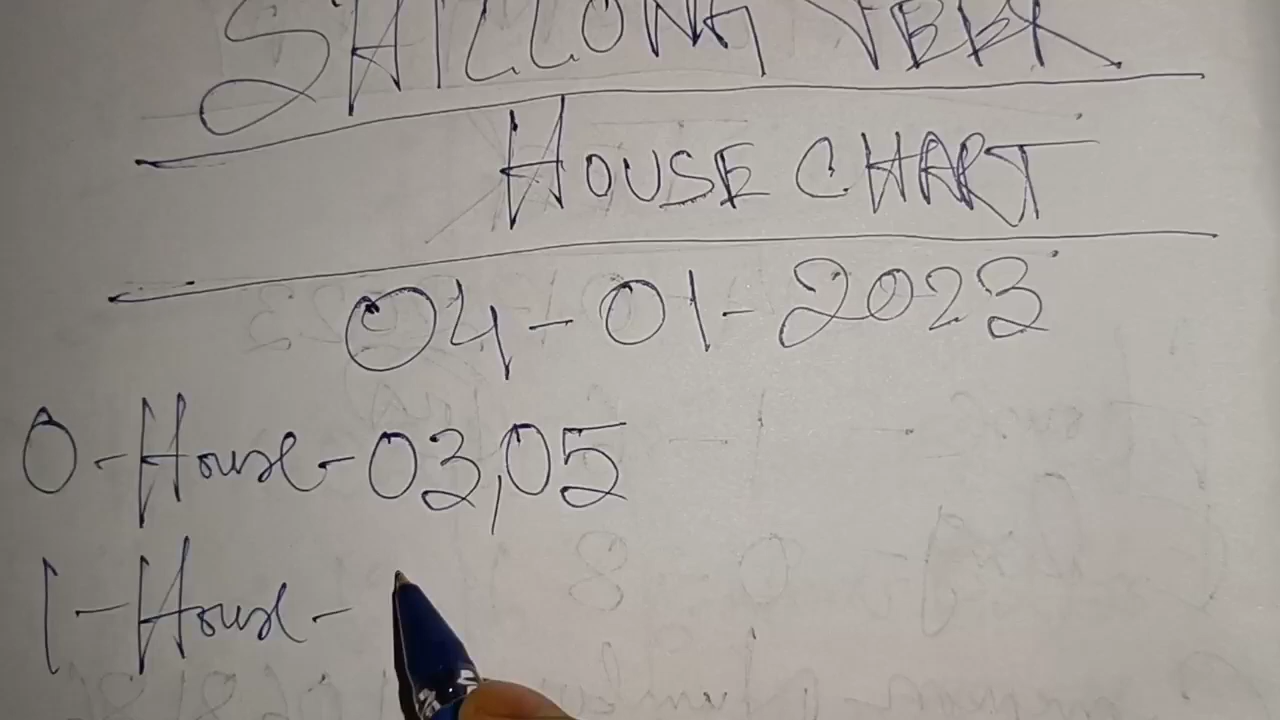 SHILLONG TEER
HOUSE CHART
04-01-2023
0-House-03,05
1-House-